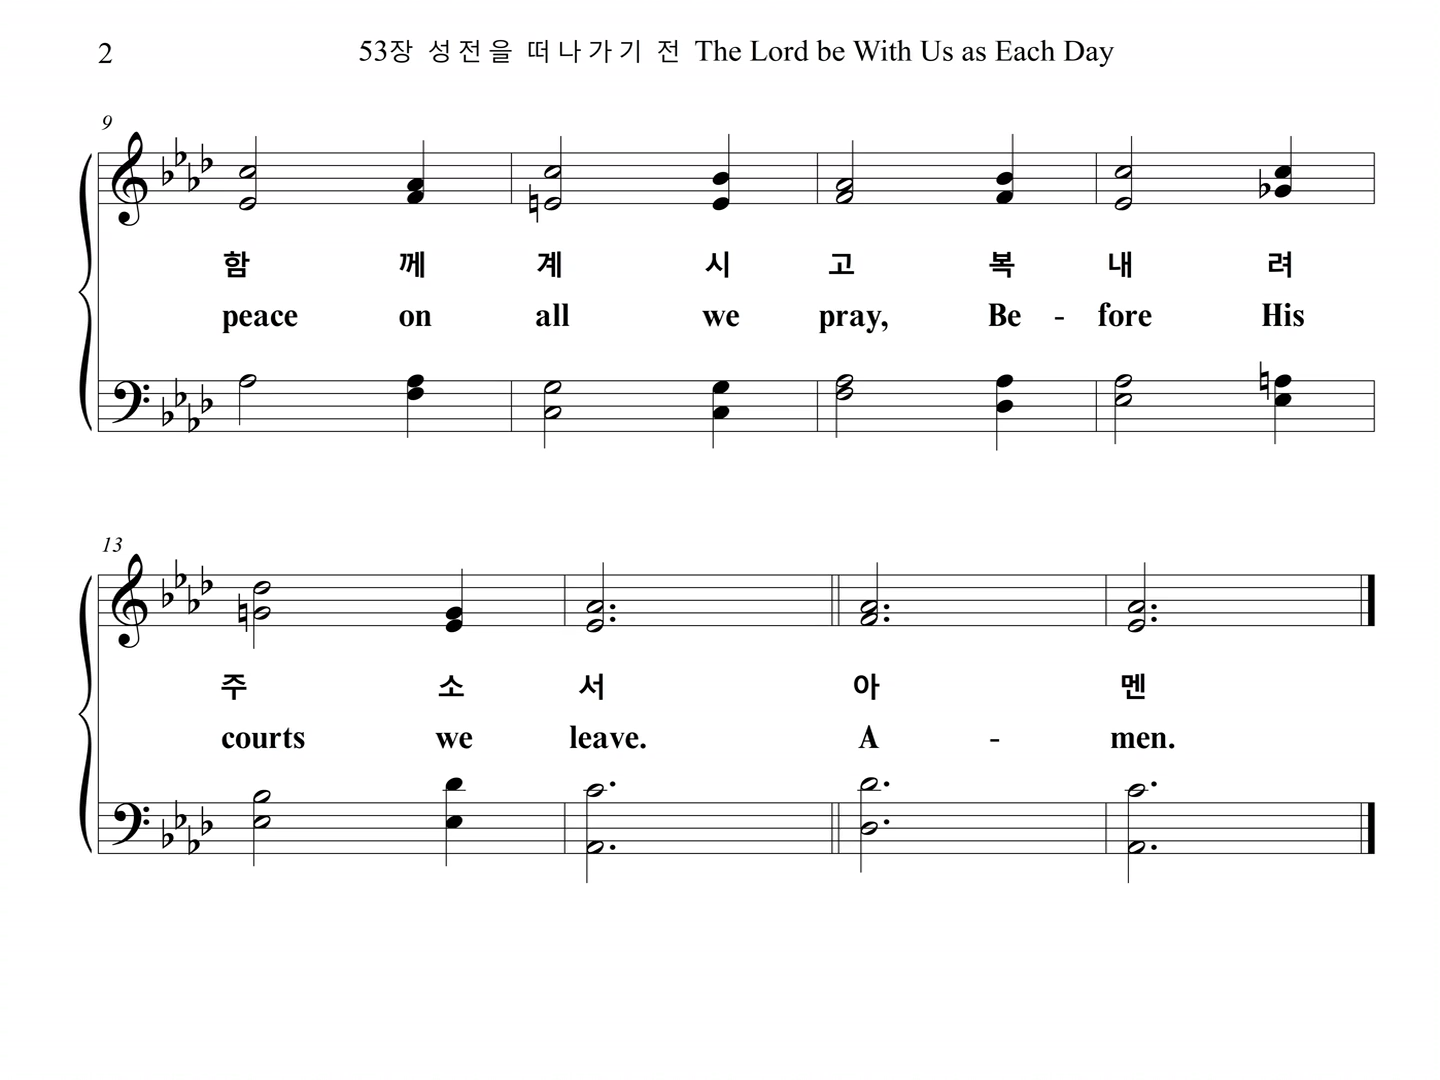 2
53장 성전을 떠나가기 전 The Lord be With Us as Each Day
9
함 께 계 시 고 복 내 려
peace on all we pray, Be - fore His
13
주 소 서 아 멘
courts we leave. A - men.